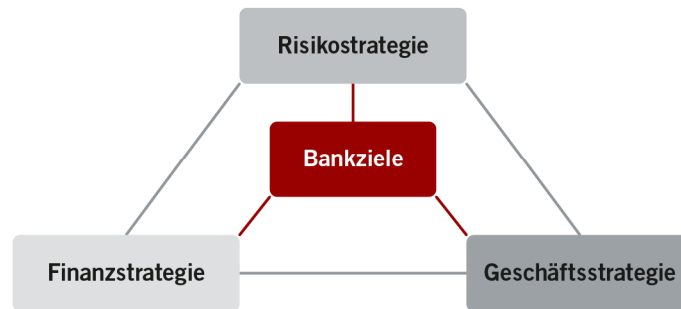 Risikostrategie
Bankziele
Finanzstrategie
Geschäftsstrategie